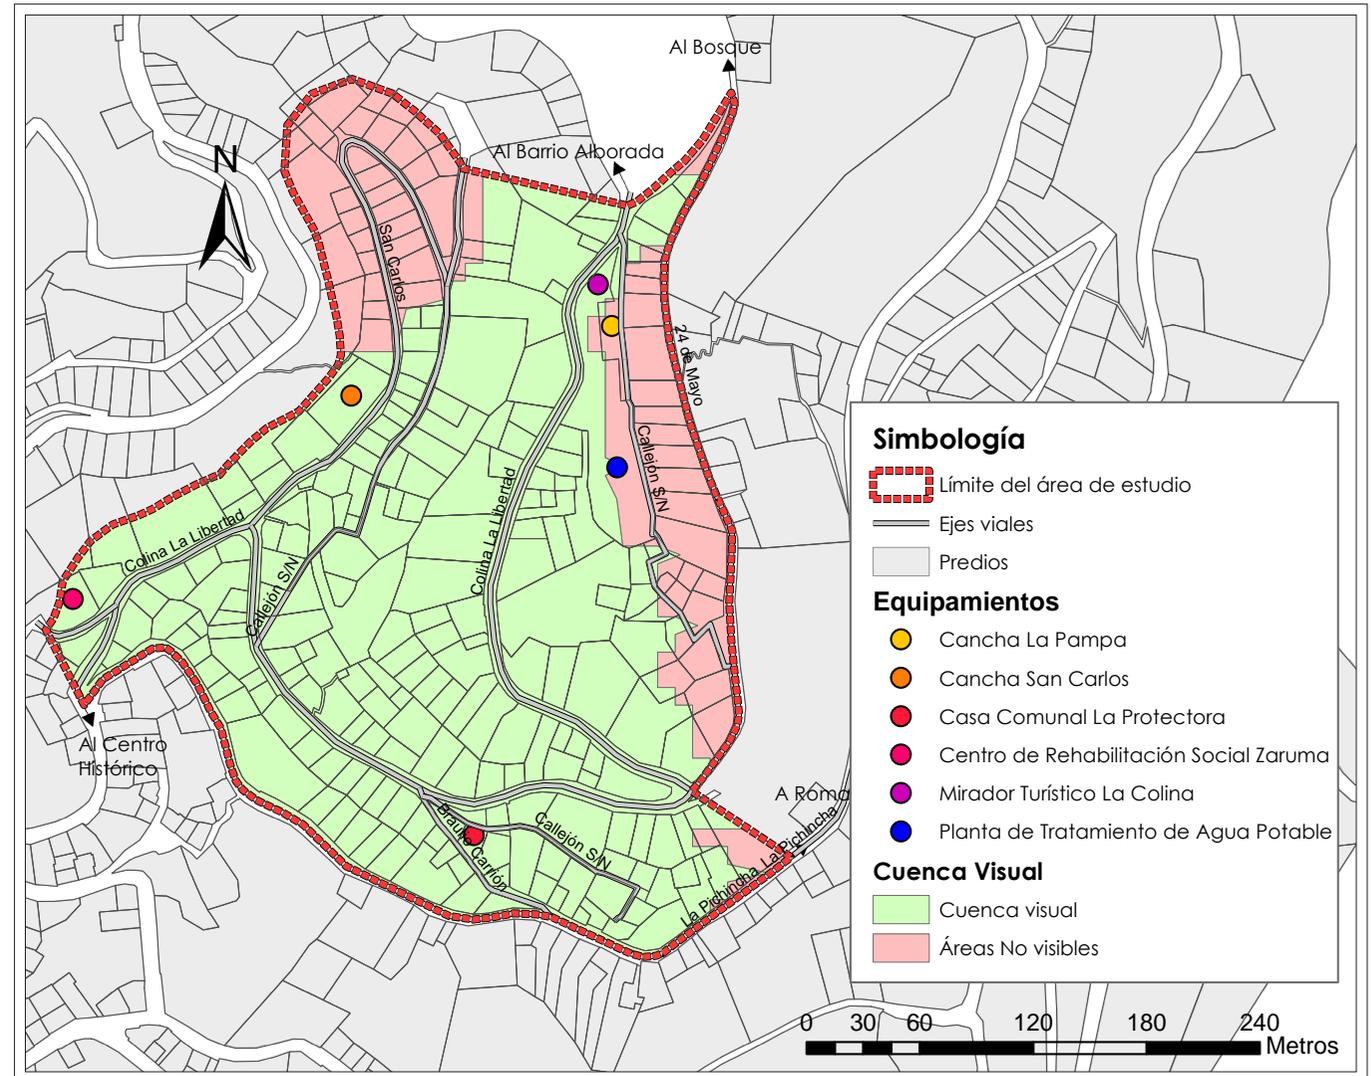 Al Bosque
Al Barrio Alborada
N
San Carlos
24 de Mayo
Callejón S/N
Colina La Libertad
Colina La Libertad
Callejón S/N
Al Centro
Histórico
A Roma
Braulio Carrión
Callejón S/N
La Pichincha
La Pichincha
Simbología
Límite del área de estudio
Ejes viales
Predios
Equipamientos
Cancha La Pampa
Cancha San Carlos
Casa Comunal La Protectora
Centro de Rehabilitación Social Zaruma
Mirador Turístico La Colina
Planta de Tratamiento de Agua Potable
Cuenca Visual
Cuenca visual
Áreas No visibles
0 30 60 120 180 240
Metros